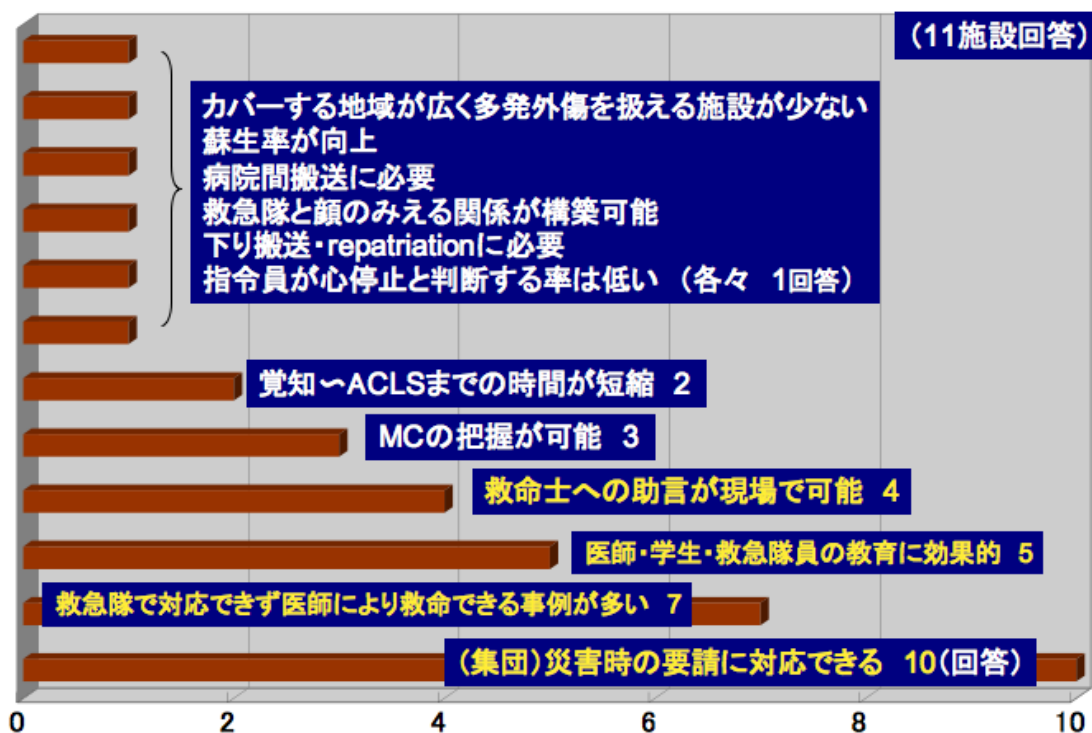 （11施設回答）
カバーする地域が広く多発外傷を扱える施設が少ない
蘇生率が向上
病院間搬送に必要
救急隊と顔のみえる関係が構築可能
下り搬送・repatriationに必要
指令員が心停止と判断する率は低い （各々 1回答）
覚知〜ACLSまでの時間が短縮 2
MCの把握が可能 3
救命士への助言が現場で可能 4
医師・学生・救急隊員の教育に効果的 5
救急隊で対応できず医師により救命できる事例が多い 7
（集団）災害時の要請に対応できる 10（回答）
0 2 4 6 8 10